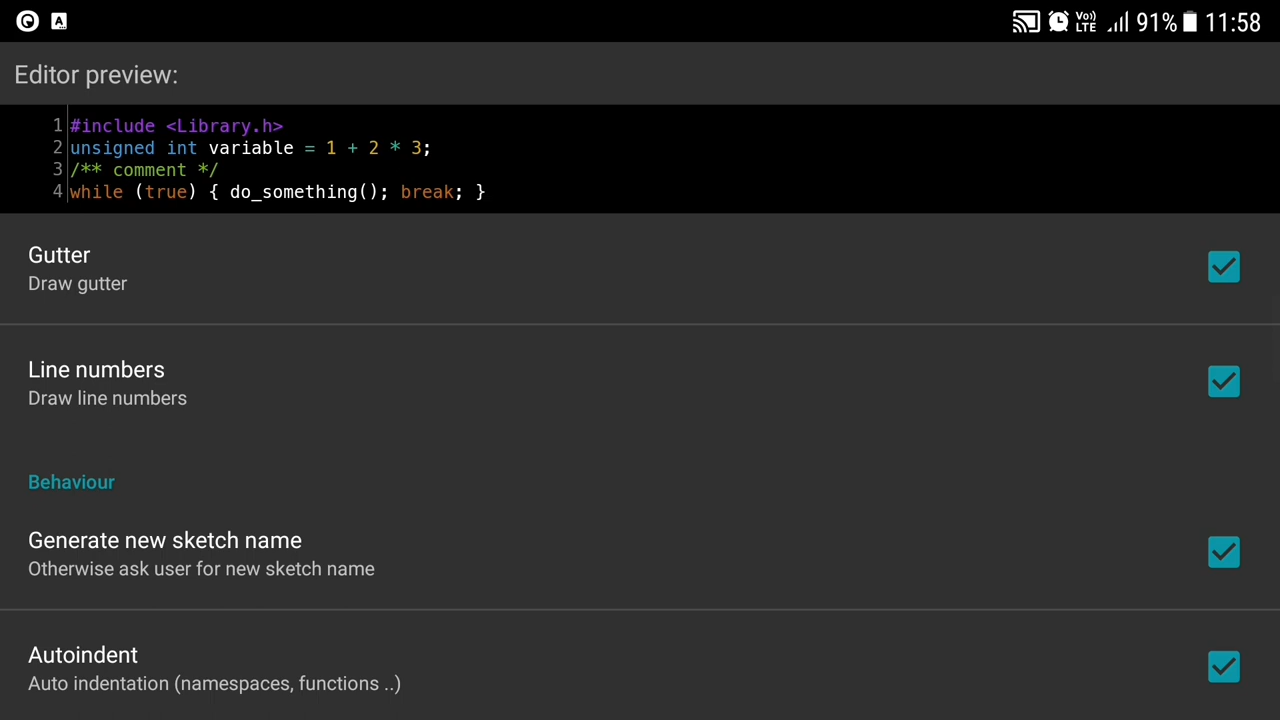 A
Vo)) LTE 91% 11:58
Editor preview:
1 #include <Library.h>
2 unsigned int variable = 1 + 2 * 3;
3 /** comment */
4 while (true) { do_something(); break; }
Gutter
Draw gutter
Line numbers
Draw line numbers
Behaviour
Generate new sketch name
Otherwise ask user for new sketch name
Autoindent
Auto indentation (namespaces, functions ..)